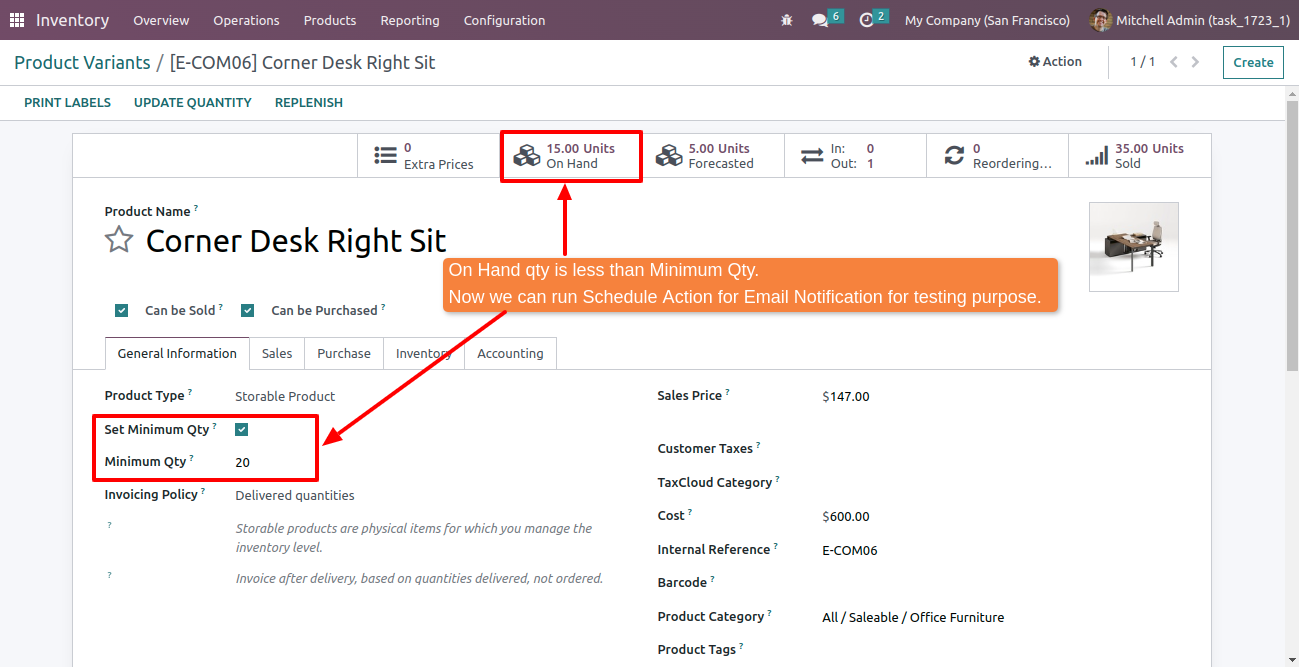 Inventory Overview Operations Products Reporting Configuration 6 2 My Company (San Francisco) Mitchell Admin (task_1723_1)
Product Variants / [E-COM06] Corner Desk Right Sit Action 1 / 1 Create
PRINT LABELS UPDATE QUANTITY REPLENISH
0
Extra Prices
15.00 Units
On Hand
5.00 Units
Forecasted
In: 0
Out: 1
0
Reordering...
35.00 Units
Sold
Product Name ?
Corner Desk Right Sit
On Hand qty is less than Minimum Qty.
Now we can run Schedule Action for Email Notification for testing purpose.
Can be Sold ? Can be Purchased ?
General Information Sales Purchase Inventory Accounting
Product Type ? Storable Product
Set Minimum Qty ?
Minimum Qty ? 20
Invoicing Policy ? Delivered quantities
? Storable products are physical items for which you manage the
inventory level.
? Invoice after delivery, based on quantities delivered, not ordered.
Sales Price ? $147.00
Customer Taxes ?
TaxCloud Category ?
Cost ? $600.00
Internal Reference ? E-COM06
Barcode ?
Product Category ? All / Saleable / Office Furniture
Product Tags ?